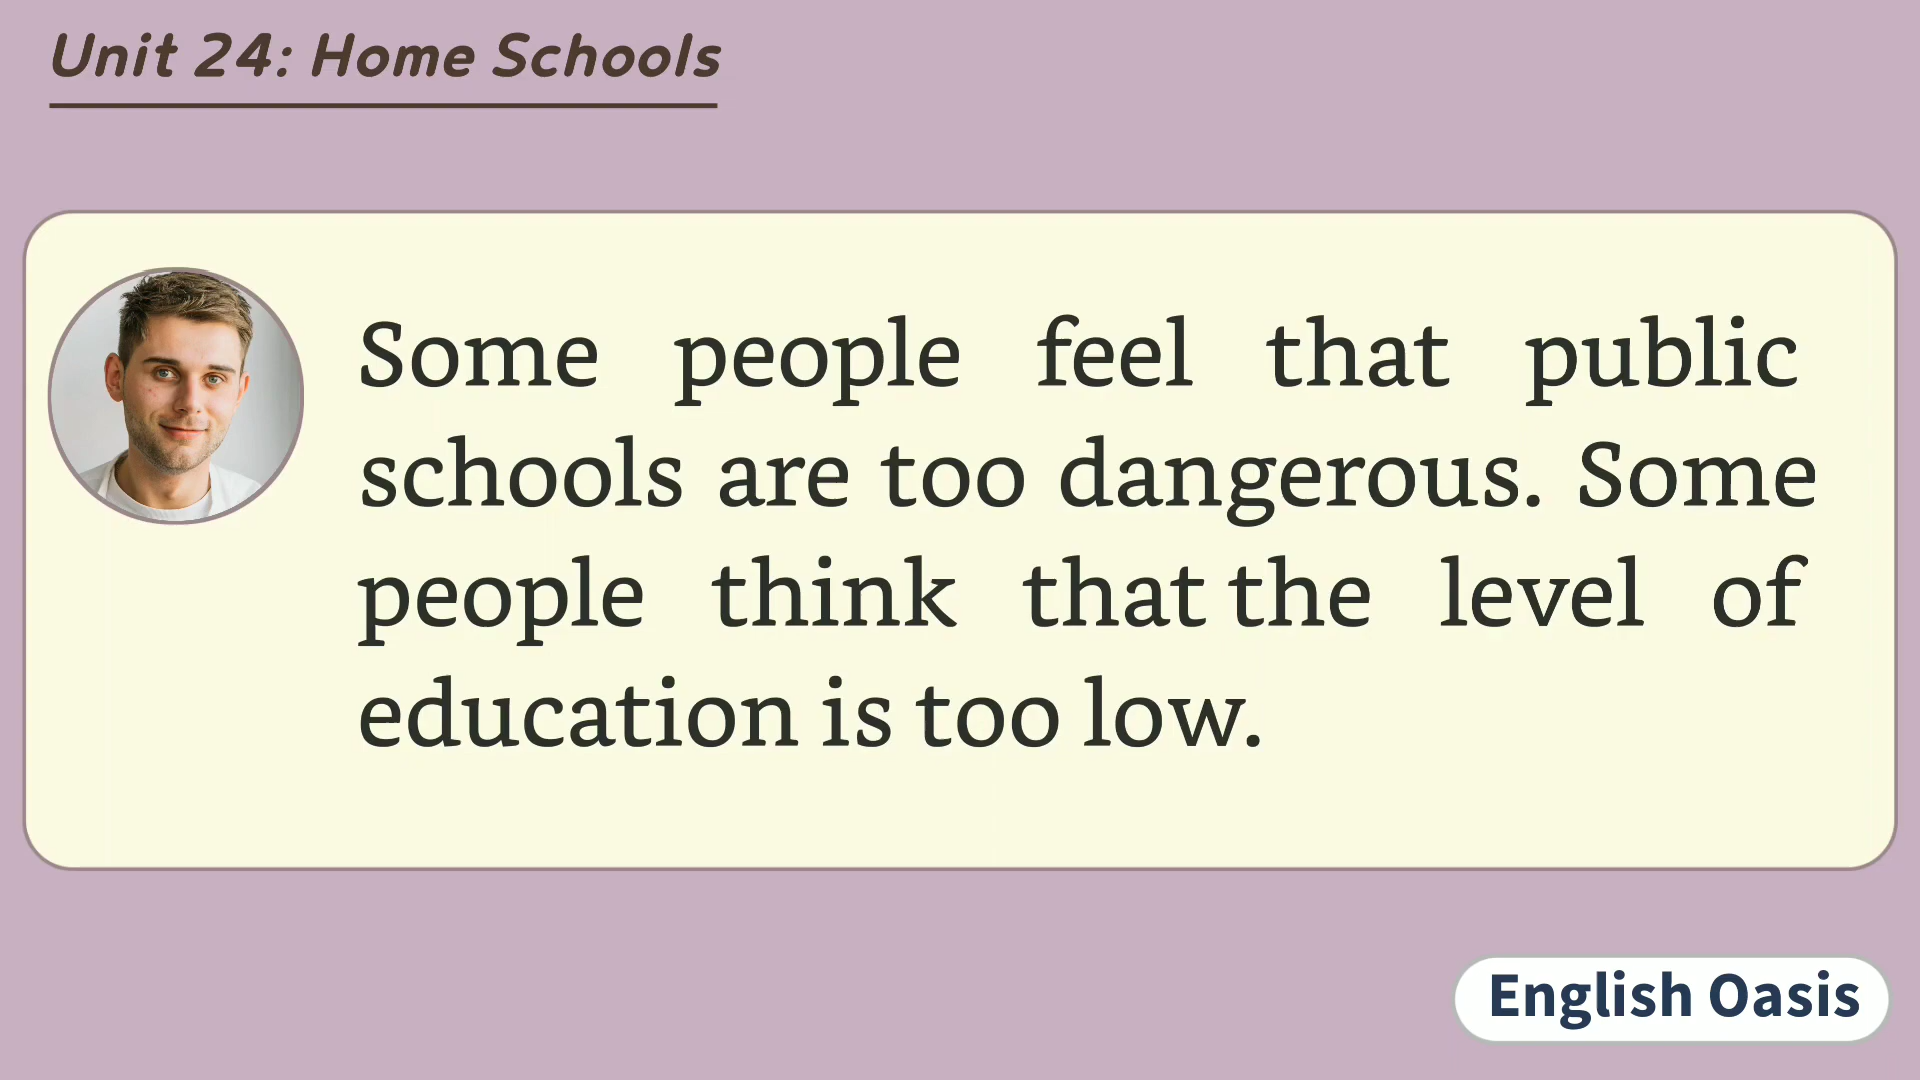 Unit 24: Home Schools
Some people feel that public
schools are too dangerous. Some
people think that the level of
education is too low.
English Oasis